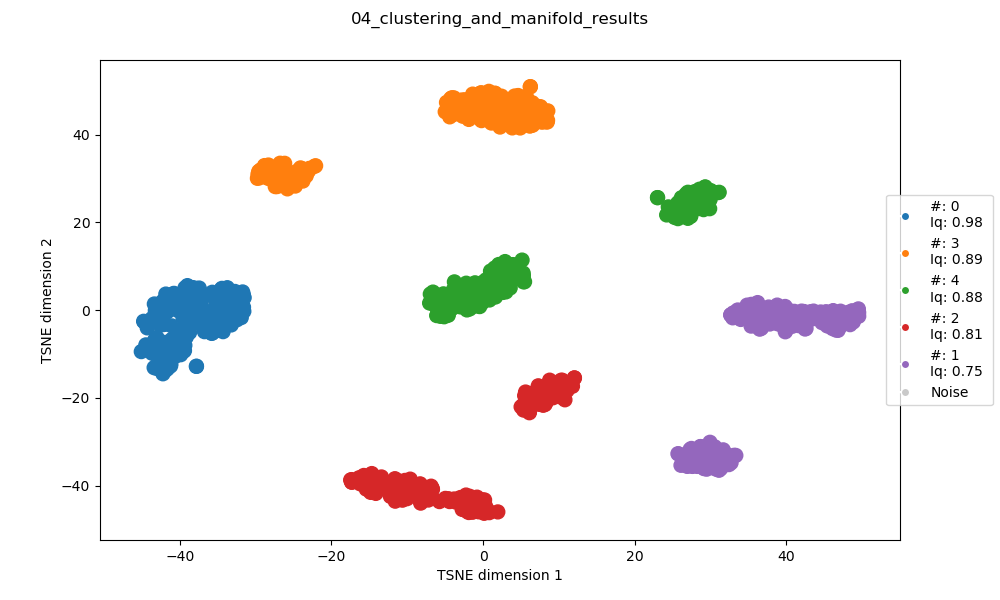 04_clustering_and_manifold_results
TSNE dimension 2
40
20
0
−20
−40
−40
−20
0
20
40
TSNE dimension 1
#: 0
Iq: 0.98
#: 3
Iq: 0.89
#: 4
Iq: 0.88
#: 2
Iq: 0.81
#: 1
Iq: 0.75
Noise